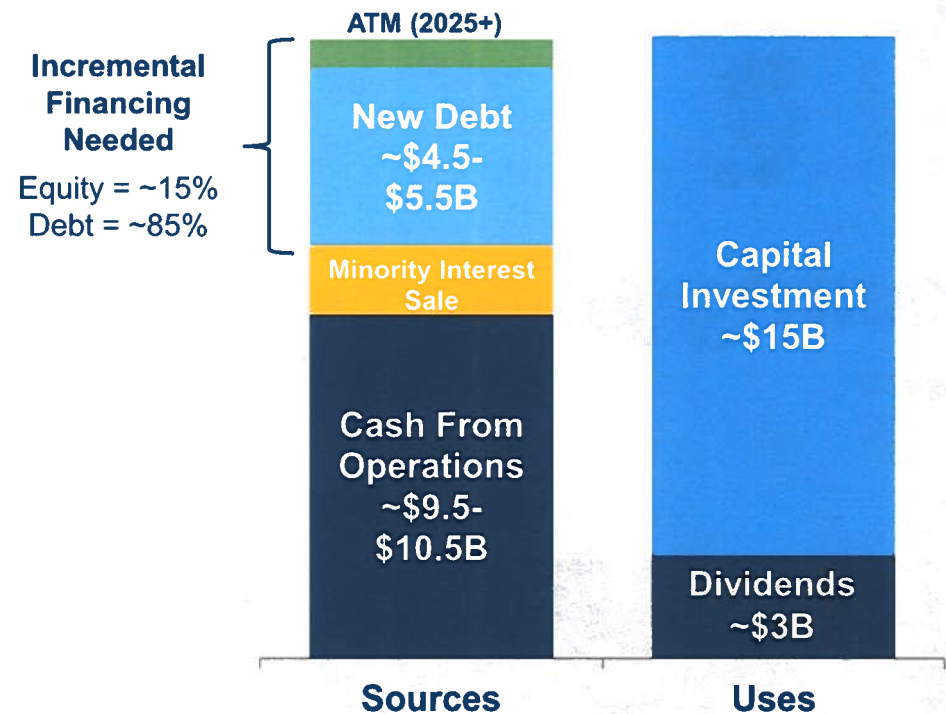 ATM (2025+)
Incremental
Financing
Needed
Equity = ~15%
Debt = ~85%
New Debt
~$4.5-
$5.5B
Minority Interest
Sale
Cash From
Operations
~$9.5-
$10.5B
Capital
Investment
~$15B
Dividends
~$3B
Sources
Uses